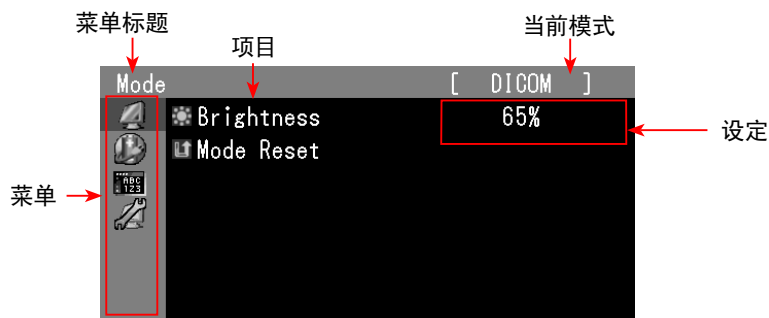 菜单标题
项目
当前模式
Mode [ DICOM ]
Brightness 65%
设定
Mode Reset
ABC
123
菜单